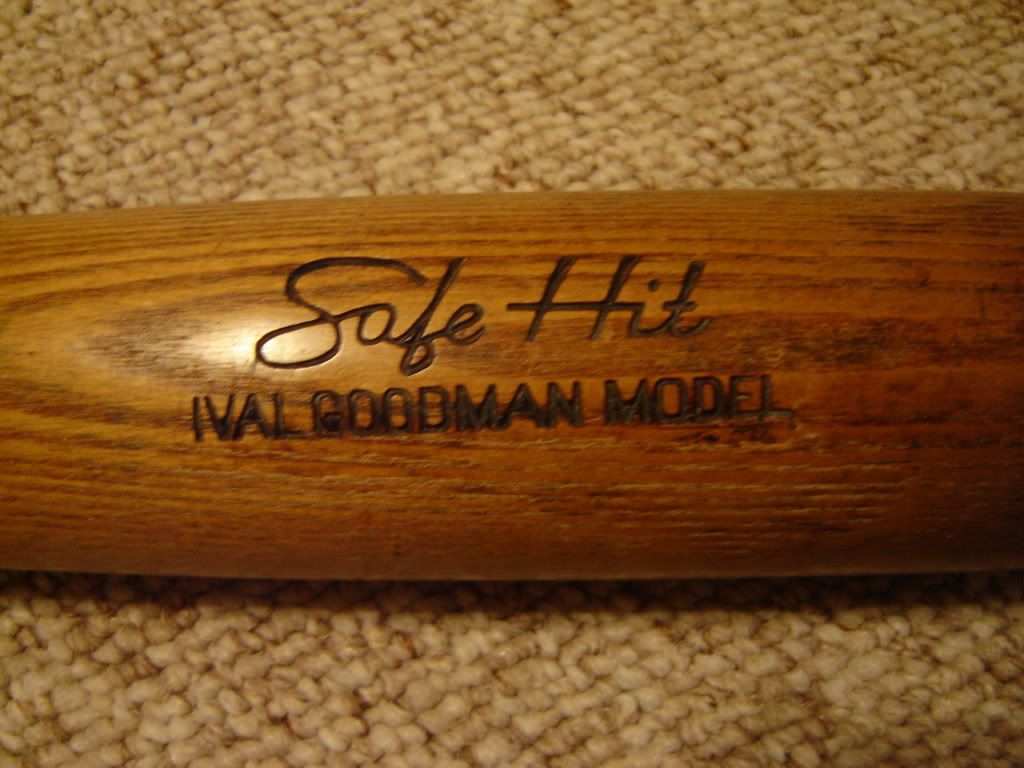 Safe Hit
IVAL GOODMAN MODEL